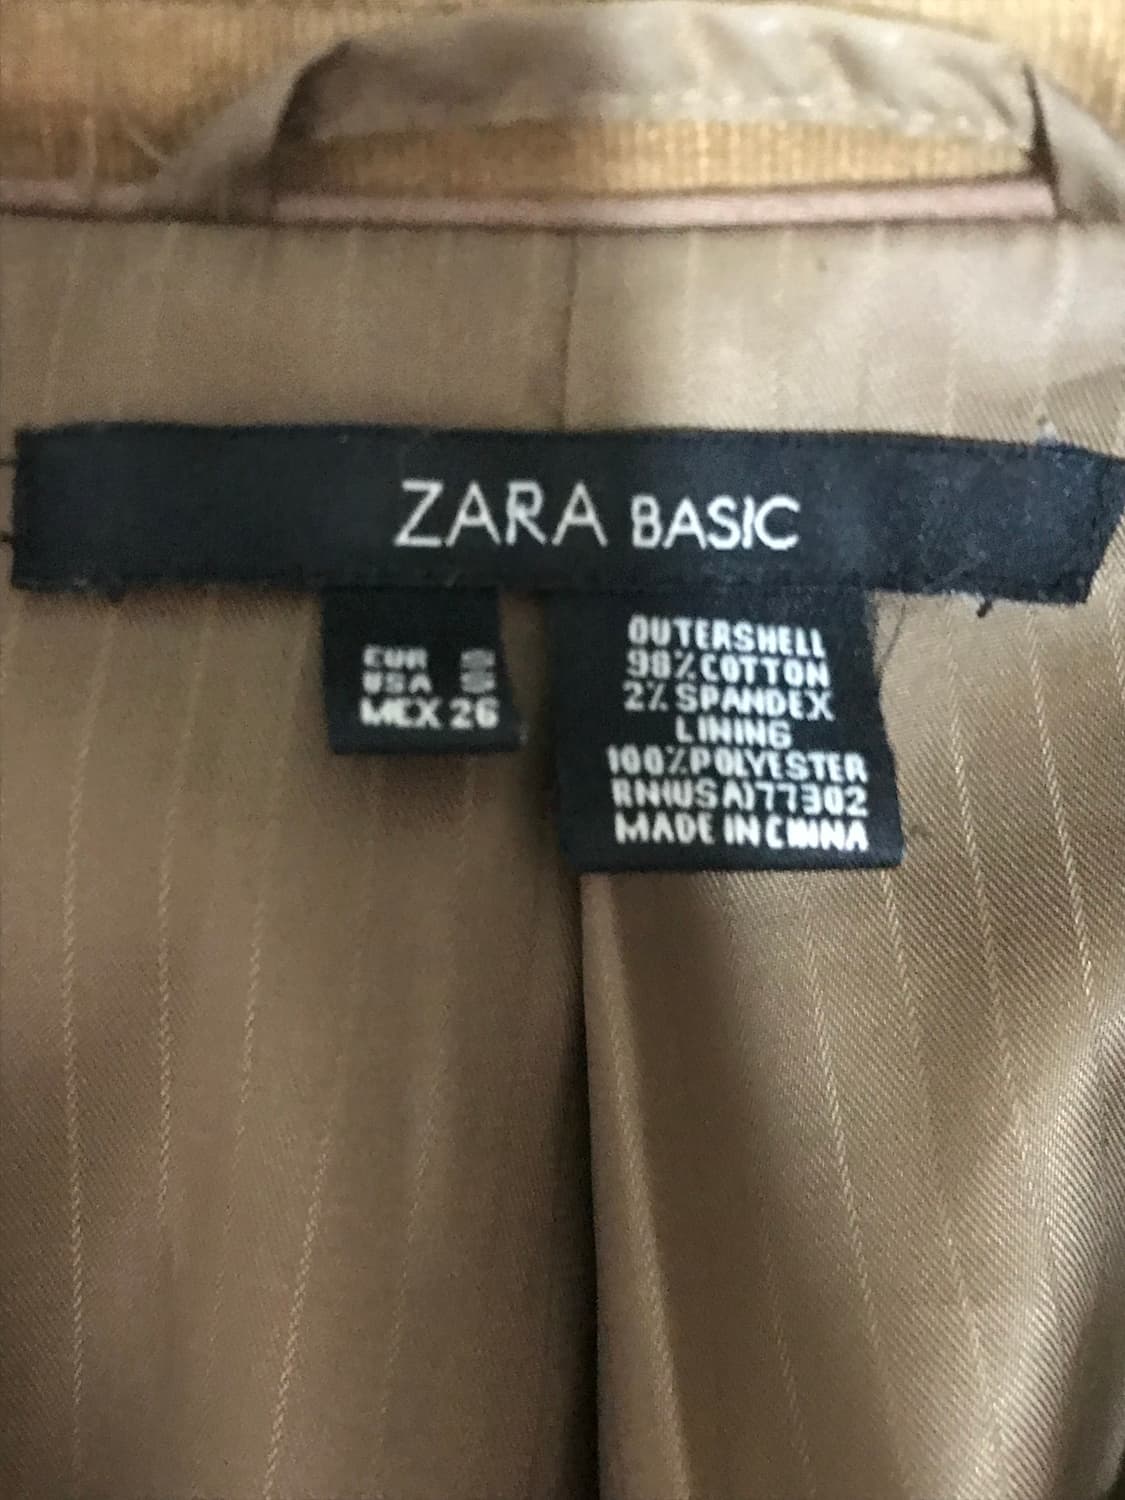 ZARA BASIC
EUR S
USA S
MEX 26
OUTERSHELL
98% COTTON
2% SPANDEX
LINING
100% POLYESTER
RN(USA)77302
MADE IN CHINA